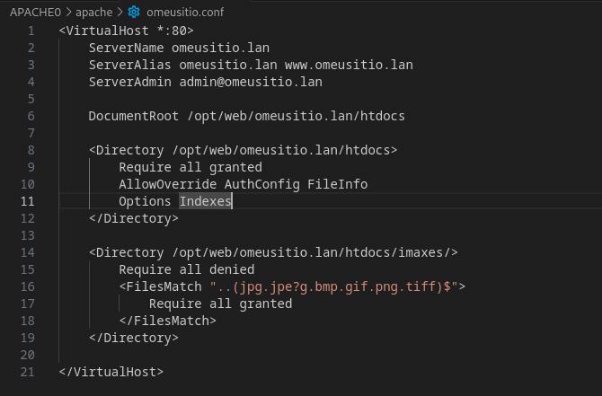 APACHE0 > apache > omeusitio.conf
1 <VirtualHost *:80>
2 ServerName omeusitio.lan
3 ServerAlias omeusitio.lan www.omeusitio.lan
4 ServerAdmin admin@omeusitio.lan
5
6 DocumentRoot /opt/web/omeusitio.lan/htdocs
7
8 <Directory /opt/web/omeusitio.lan/htdocs>
9 Require all granted
10 AllowOverride AuthConfig FileInfo
11 Options Indexes
12 </Directory>
13
14 <Directory /opt/web/omeusitio.lan/htdocs/imaxes/>
15 Require all denied
16 <FilesMatch "..(jpg.jpe?g.bmp.gif.png.tiff)$">
17 Require all granted
18 </FilesMatch>
19 </Directory>
20
21 </VirtualHost>